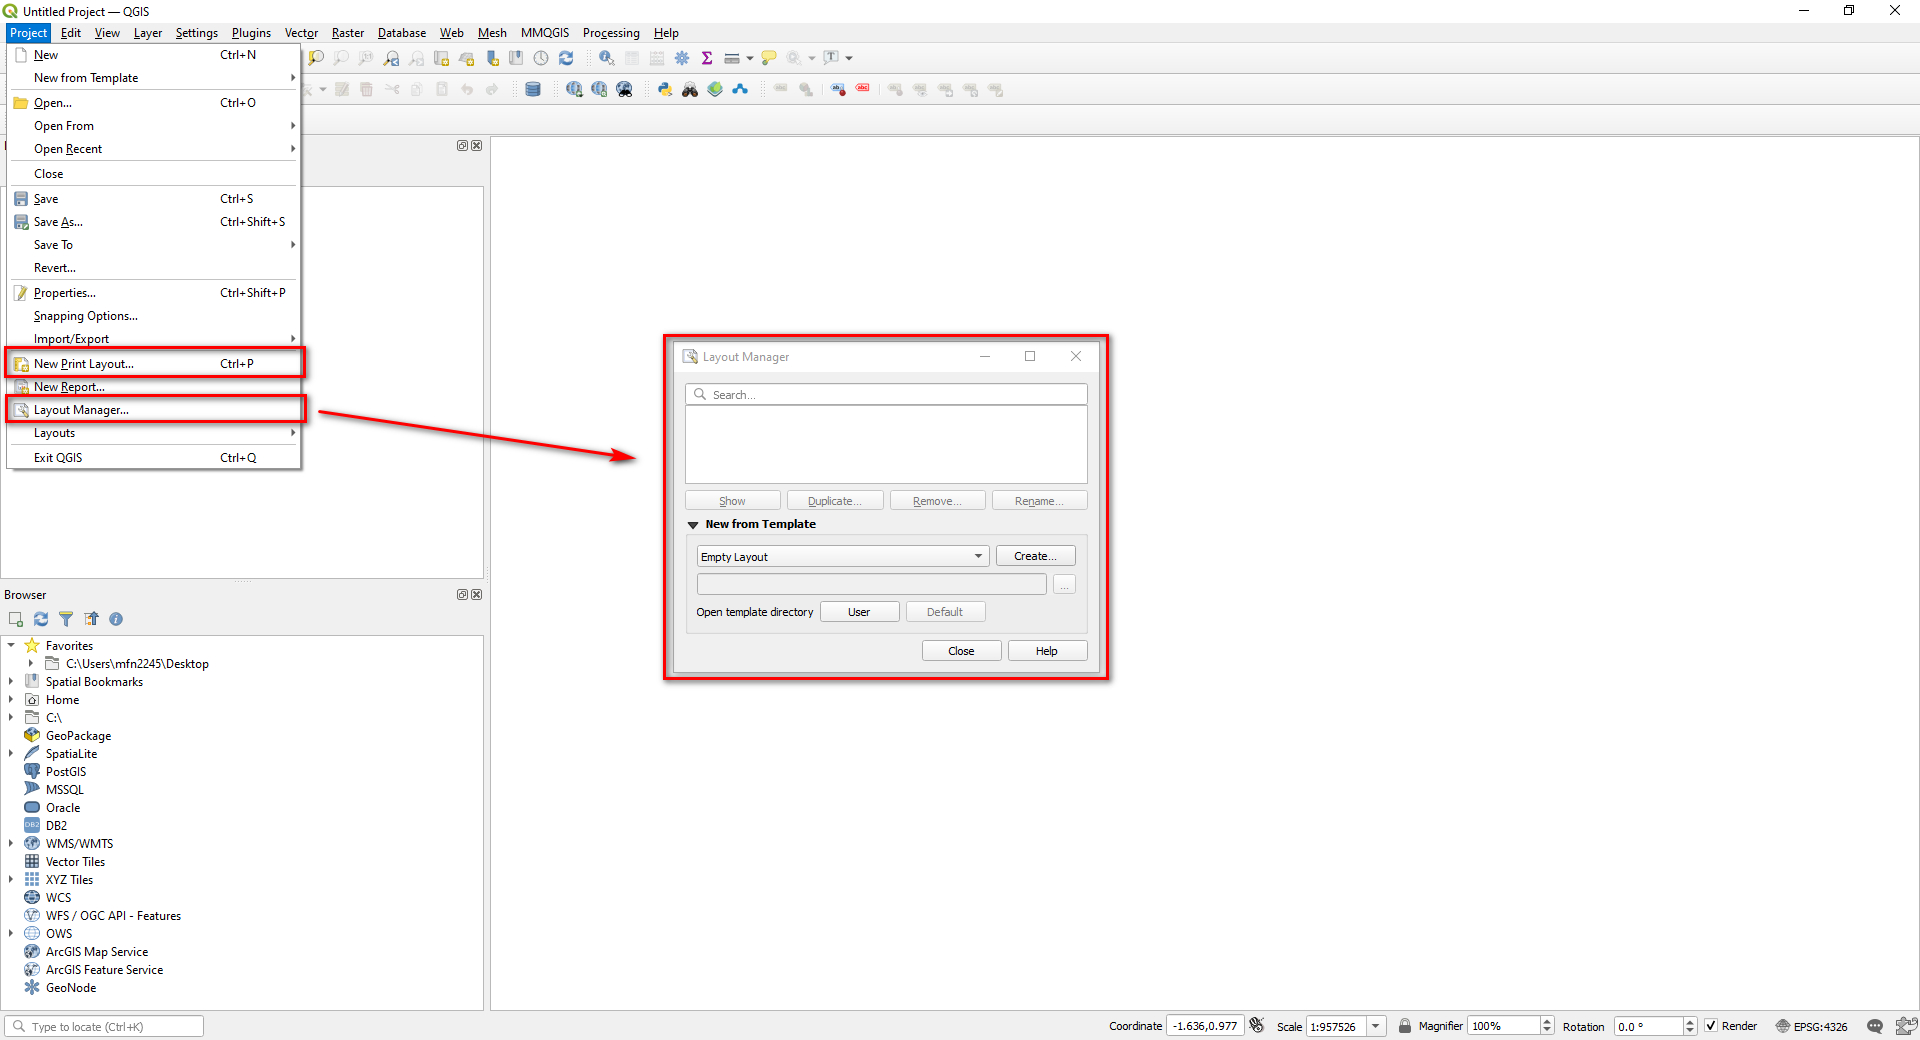 Untitled Project — QGIS
Project Edit View Layer Settings Plugins Vector Raster Database Web Mesh MMQGIS Processing Help
New Ctrl+N
New from Template
Open... Ctrl+O
Open From
Open Recent
Close
Save Ctrl+S
Save As... Ctrl+Shift+S
Save To
Revert...
Properties... Ctrl+Shift+P
Snapping Options...
Import/Export
New Print Layout... Ctrl+P
New Report...
Layout Manager...
Layouts
Exit QGIS Ctrl+Q
Layout Manager
Search...
Show Duplicate... Remove... Rename...
New from Template
Empty Layout Create...
...
Open template directory User Default
Close Help
Browser
Favorites
C:\Users\mfn2245\Desktop
Spatial Bookmarks
Home
C:\
GeoPackage
SpatiaLite
PostGIS
MSSQL
Oracle
DB2 DB2
WMS/WMTS
Vector Tiles
XYZ Tiles
WCS
WFS / OGC API - Features
OWS
ArcGIS Map Service
ArcGIS Feature Service
GeoNode
Type to locate (Ctrl+K) Coordinate -1.636,0.977 Scale 1:957526 Magnifier 100% Rotation 0.0 ° Render EPSG:4326